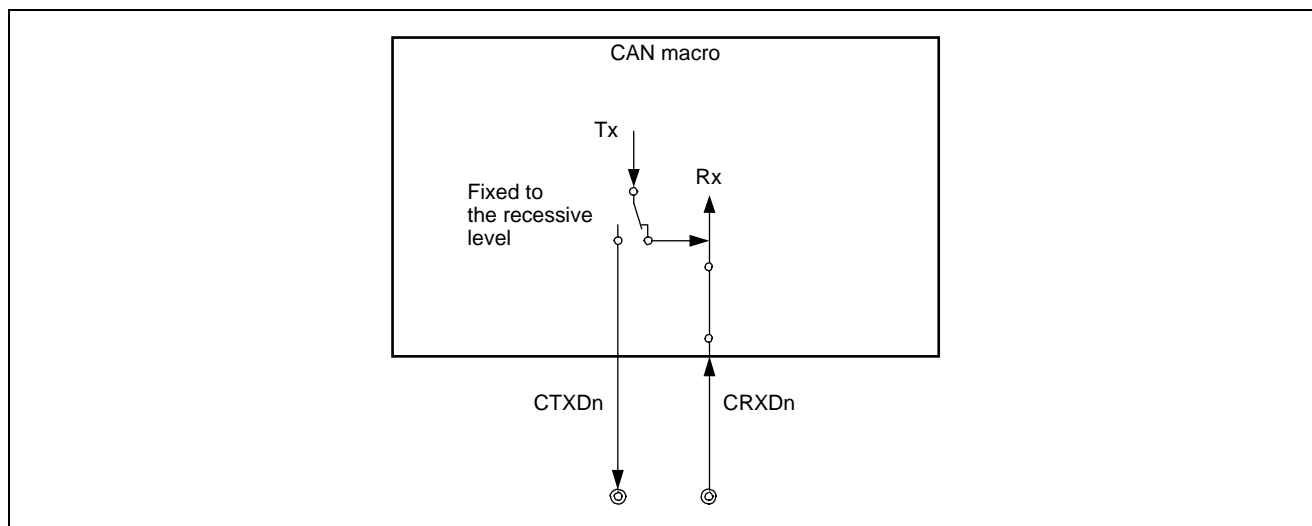 CAN macro
Tx
Rx
Fixed to
the recessive
level
CTXDn
CRXDn